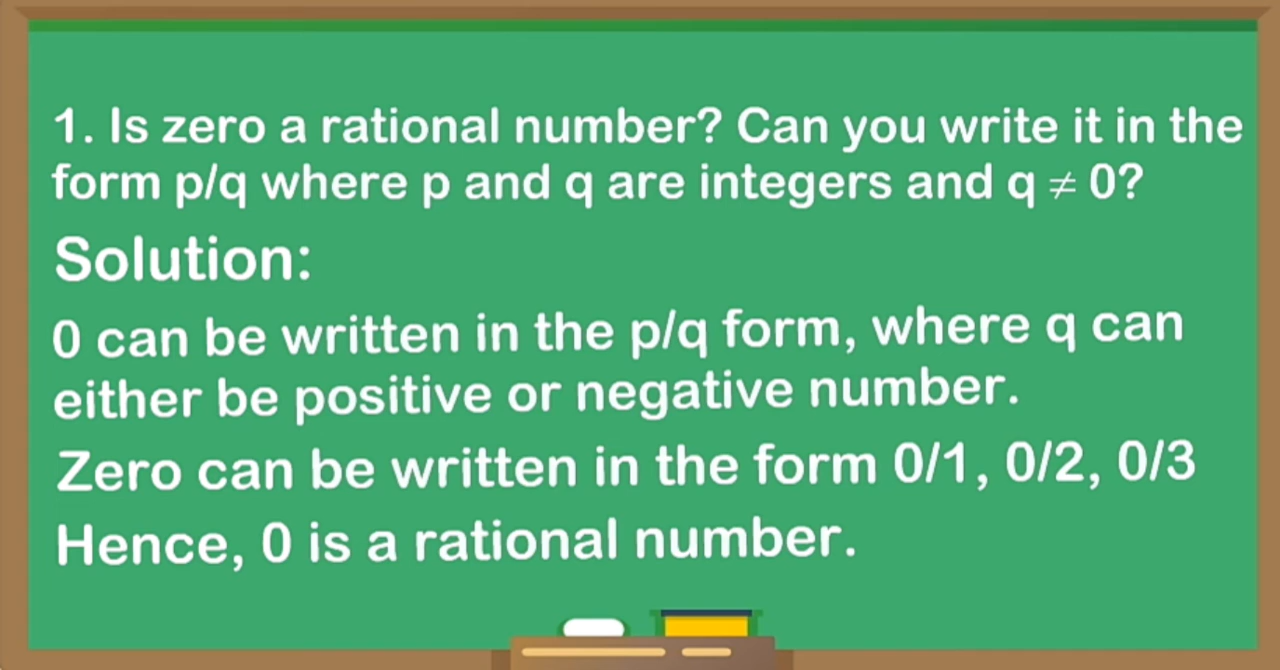 1. Is zero a rational number? Can you write it in the
form p/q where p and q are integers and q ≠ 0?
Solution:
0 can be written in the p/q form, where q can
either be positive or negative number.
Zero can be written in the form 0/1, 0/2, 0/3
Hence, 0 is a rational number.